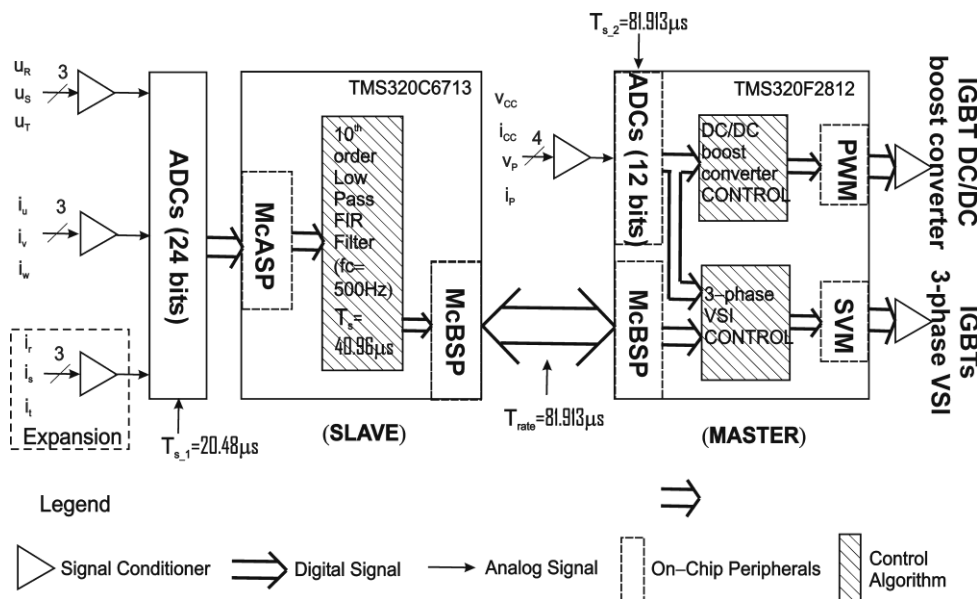 u_R
u_S
u_T
3
i_u
i_v
i_w
3
i_r
i_s
i_t
3
Expansion
ADCs (24 bits)
T_s_1=20.48µs
TMS320C6713
McASP
10th
order
Low
Pass
FIR
Filter
(fc=
500Hz)
T_s=
40.96µs
McBSP
(SLAVE)
T_rate=81.913µs
T_s_2=81.913µs
v_CC
i_CC
v_P
i_P
4
ADCs (12 bits)
TMS320F2812
DC/DC
boost
converter
CONTROL
PWM
McBSP
3-phase
VSI
CONTROL
SVM
(MASTER)
IGBT DC/DC
boost converter
IGBTs
3-phase VSI
Legend
Signal Conditioner
Digital Signal
Analog Signal
On-Chip Peripherals
Control
Algorithm